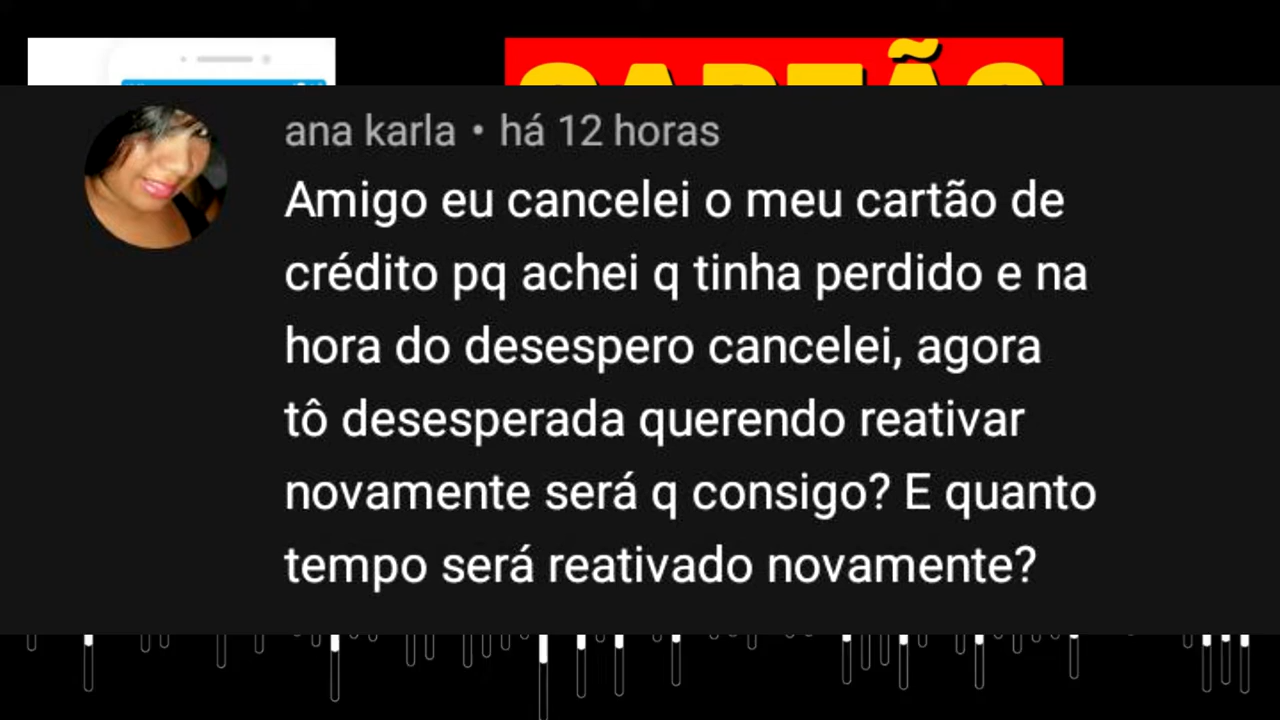 CARTÃO
ana karla • há 12 horas
Amigo eu cancelei o meu cartão de
crédito pq achei q tinha perdido e na
hora do desespero cancelei, agora
tô desesperada querendo reativar
novamente será q consigo? E quanto
tempo será reativado novamente?